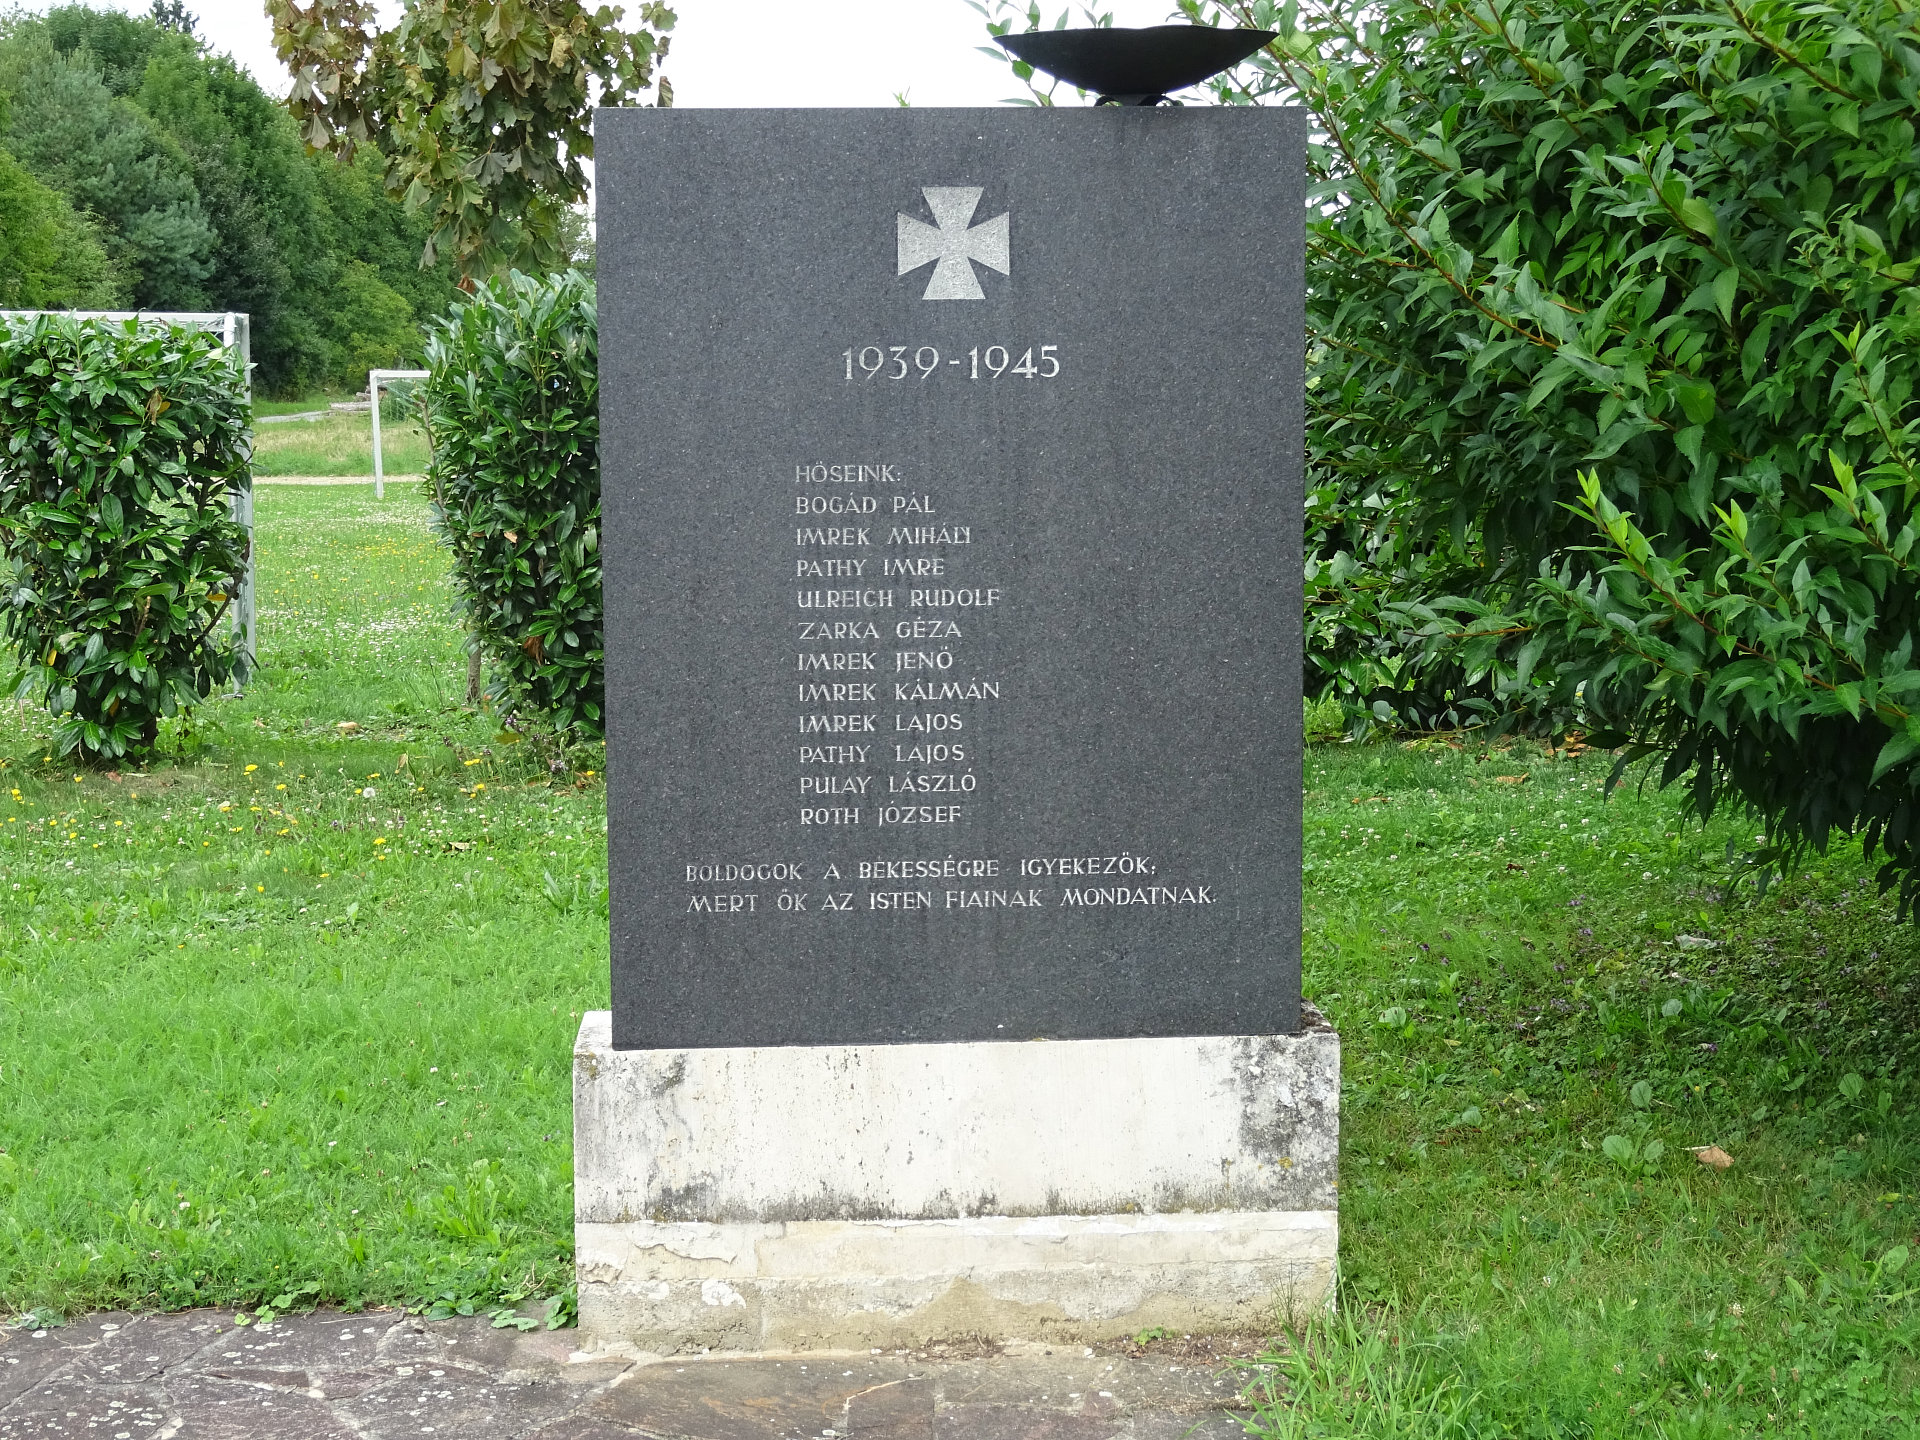 1939-1945
HŐSEINK:
BOGÁD PÁL
IMREK MIHÁLY
PATHY IMRE
ULREICH RUDOLF
ZARKA GÉZA
IMREK JENŐ
IMREK KÁLMÁN
IMREK LAJOS
PATHY LAJOS
PULAY LÁSZLÓ
ROTH JÓZSEF
BOLDOGOK A BÉKESSÉGRE IGYEKEZŐK;
MERT ŐK AZ ISTEN FIAINAK MONDATNAK.